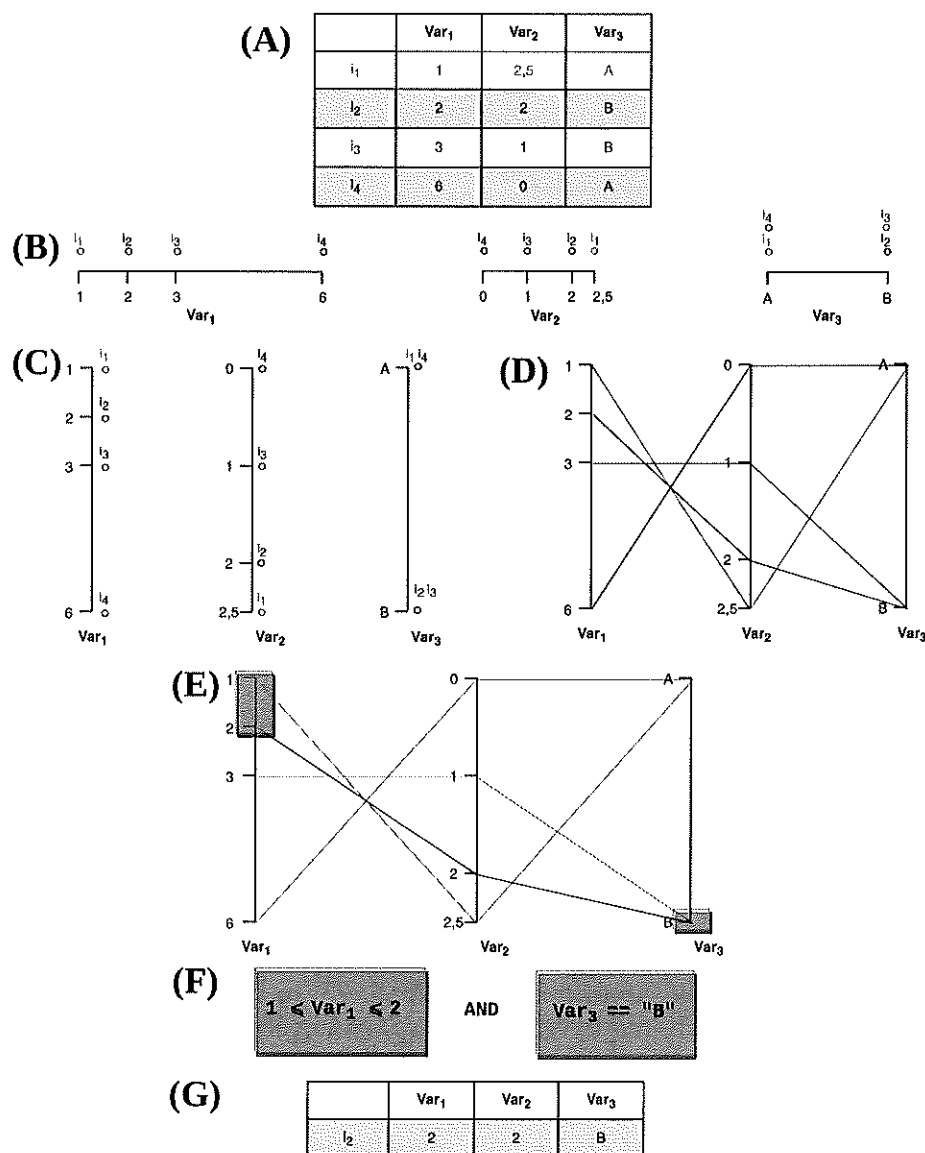 (A)
Var1 Var2 Var3
i1 1 2,5 A
I2 2 2 B
i3 3 1 B
I4 6 0 A
(B)
I1 I2 I3 I4
1 2 3 6
Var1
I4 I3 I2 I1
0 1 2 2,5
Var2
I4 I3
I1 I2
A B
Var3
(C)
1 i1
2 i2
3 i3
6 i4
Var1
0 I4
1 i3
2 I2
2,5 i1
Var2
A i1 i4
B I2 I3
Var3
(D)
1 2 3 6
Var1
0 1 2 2,5
Var2
A B
Var3
(E)
1 2 3 6
Var1
0 1 2 2,5
Var2
A B
Var3
(F)
1 ⩽ Var1 ⩽ 2 AND Var3 == "B"
(G)
Var1 Var2 Var3
I2 2 2 B